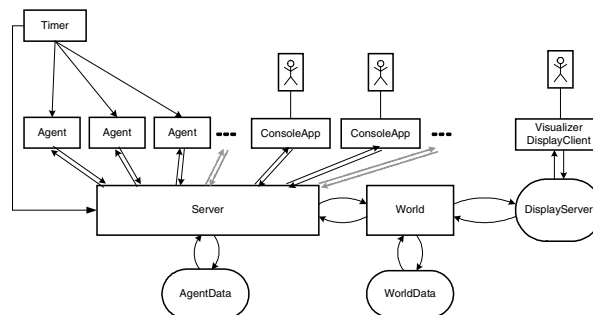 Timer
Agent
Agent
Agent
ConsoleApp
ConsoleApp
Visualizer
DisplayClient
Server
World
DisplayServer
AgentData
WorldData